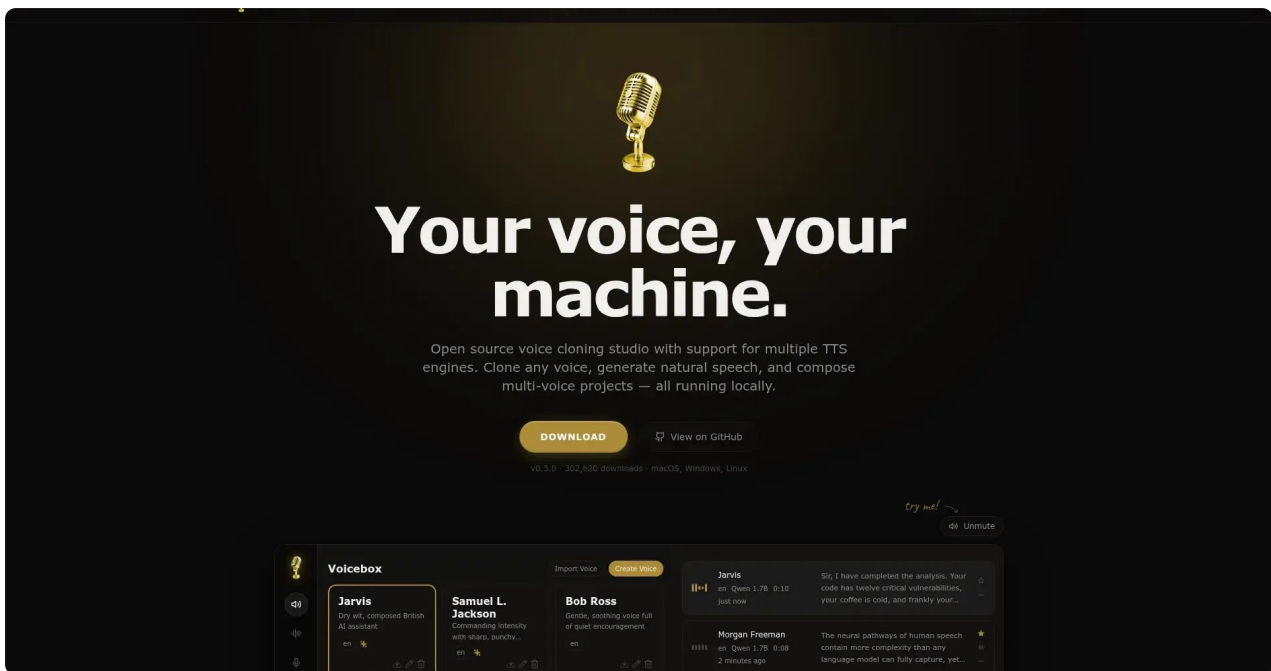 Your voice, your
machine.
Open source voice cloning studio with support for multiple TTS
engines. Clone any voice, generate natural speech, and compose
multi-voice projects — all running locally.
DOWNLOAD
View on GitHub
v0.3.0 · 302,620 downloads · macOS, Windows, Linux
try me!
Unmute
Voicebox
Import Voice
Create Voice
Jarvis
Dry wit, composed British
AI assistant
en
Samuel L.
Jackson
Commanding intensity
with sharp, punchy...
en
Bob Ross
Gentle, soothing voice full
of quiet encouragement
en
Jarvis
en Qwen 1.7B 0:10
just now
Sir, I have completed the analysis. Your
code has twelve critical vulnerabilities,
your coffee is cold, and frankly your...
Morgan Freeman
en Qwen 1.7B 0:08
2 minutes ago
The neural pathways of human speech
contain more complexity than any
language model can fully capture, yet...